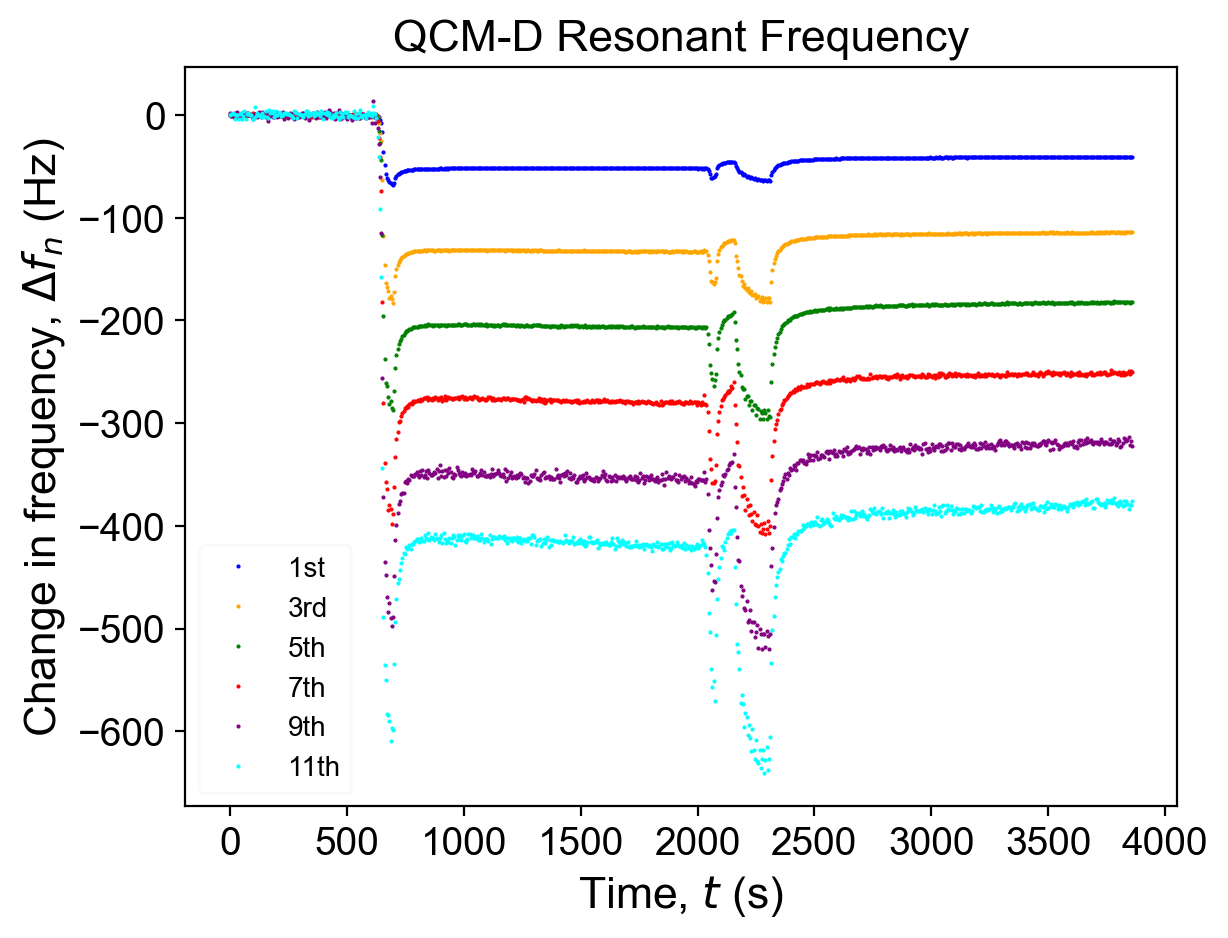 QCM-D Resonant Frequency
Change in frequency, Δfₙ (Hz)
0
−100
−200
−300
−400
−500
−600
1st
3rd
5th
7th
9th
11th
0 500 1000 1500 2000 2500 3000 3500 4000
Time, t (s)